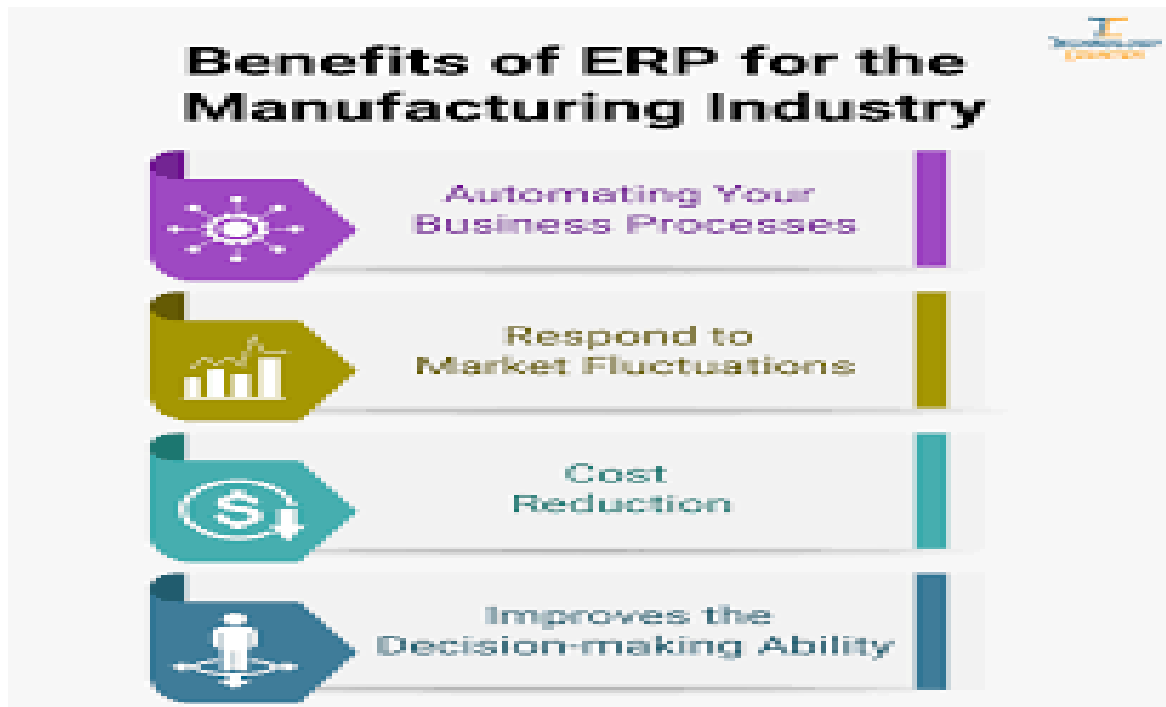 Benefits of ERP for the
Manufacturing Industry
Automating Your
Business Processes
Respond to
Market Fluctuations
Cost
Reduction
$
Improves the
Decision-making Ability